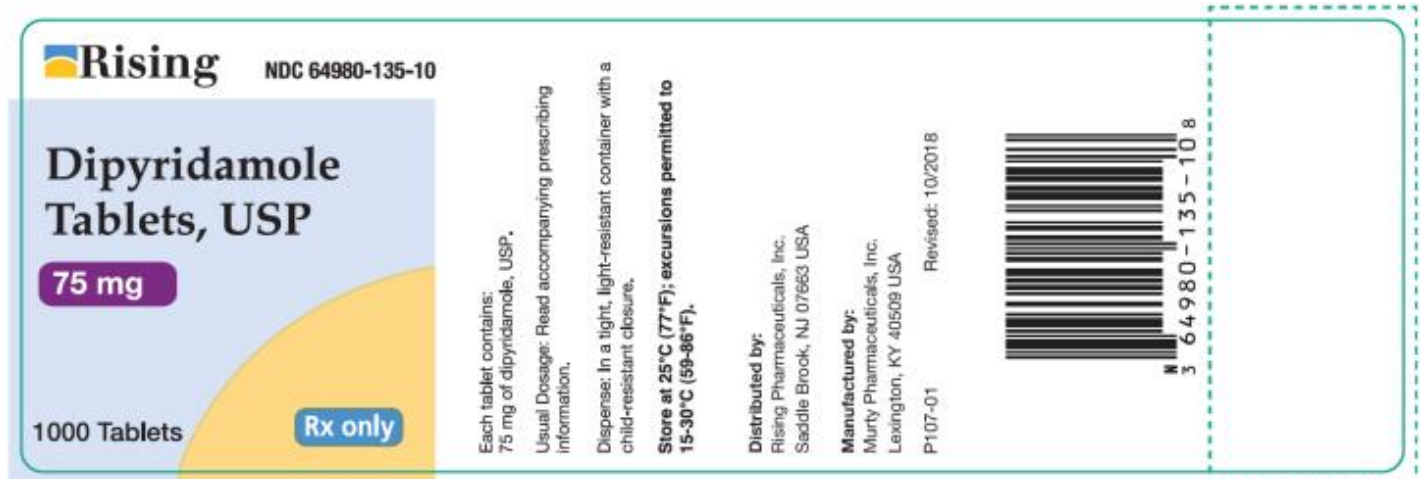 Rising
NDC 64980-135-10
Dipyridamole
Tablets, USP
75 mg
1000 Tablets
Rx only
Each tablet contains:
75 mg of dipyridamole, USP.
Usual Dosage: Read accompanying prescribing
information.
Dispense: In a tight, light-resistant container with a
child-resistant closure.
Store at 25°C (77°F); excursions permitted to
15-30°C (59-86°F).
Distributed by:
Rising Pharmaceuticals, Inc.
Saddle Brook, NJ 07663 USA
Manufactured by:
Murty Pharmaceuticals, Inc.
Lexington, KY 40509 USA
P107-01 Revised: 10/2018
N
3 64980-135-10 8